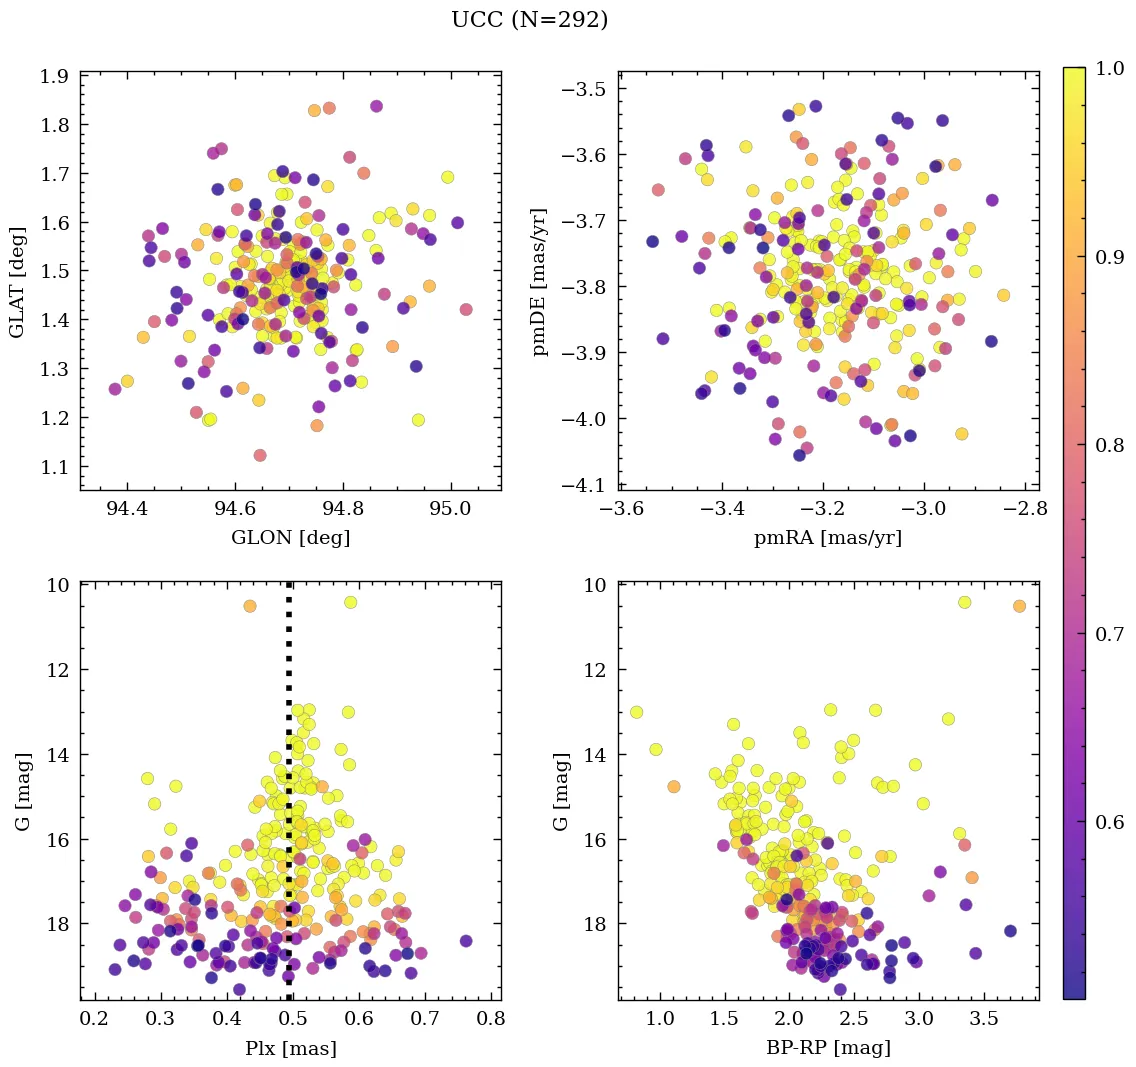 UCC (N=292)
1.9
1.8
1.7
1.6
1.5
1.4
1.3
1.2
1.1
GLAT [deg]
94.4 94.6 94.8 95.0
GLON [deg]
−3.5
−3.6
−3.7
−3.8
−3.9
−4.0
−4.1
pmDE [mas/yr]
−3.6 −3.4 −3.2 −3.0 −2.8
pmRA [mas/yr]
10
12
14
16
18
G [mag]
0.2 0.3 0.4 0.5 0.6 0.7 0.8
Plx [mas]
10
12
14
16
18
G [mag]
1.0 1.5 2.0 2.5 3.0 3.5
BP-RP [mag]
1.0
0.9
0.8
0.7
0.6